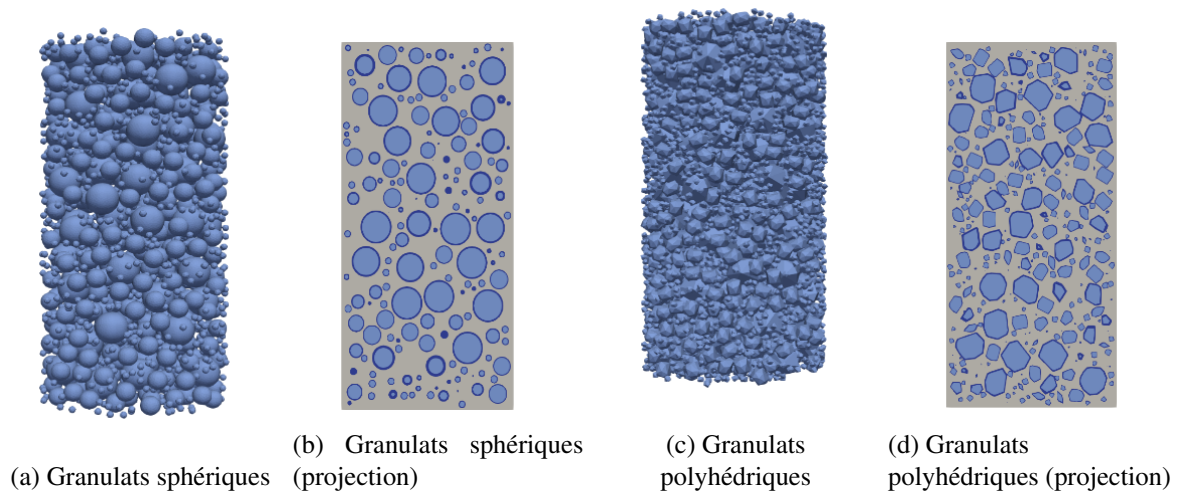 (a) Granulats sphériques
(b) Granulats sphériques
(projection)
(c) Granulats
polyhédriques
(d) Granulats
polyhédriques (projection)